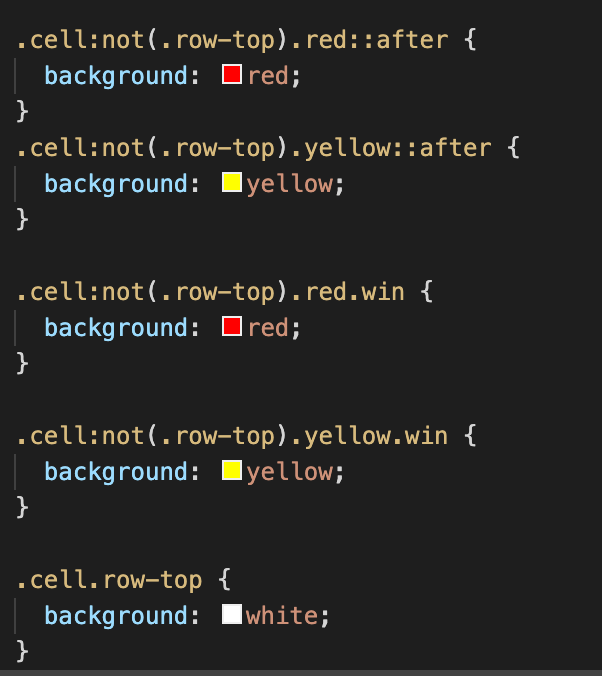 .cell:not(.row-top).red::after {
  background: red;
}
.cell:not(.row-top).yellow::after {
  background: yellow;
}

.cell:not(.row-top).red.win {
  background: red;
}

.cell:not(.row-top).yellow.win {
  background: yellow;
}

.cell.row-top {
  background: white;
}